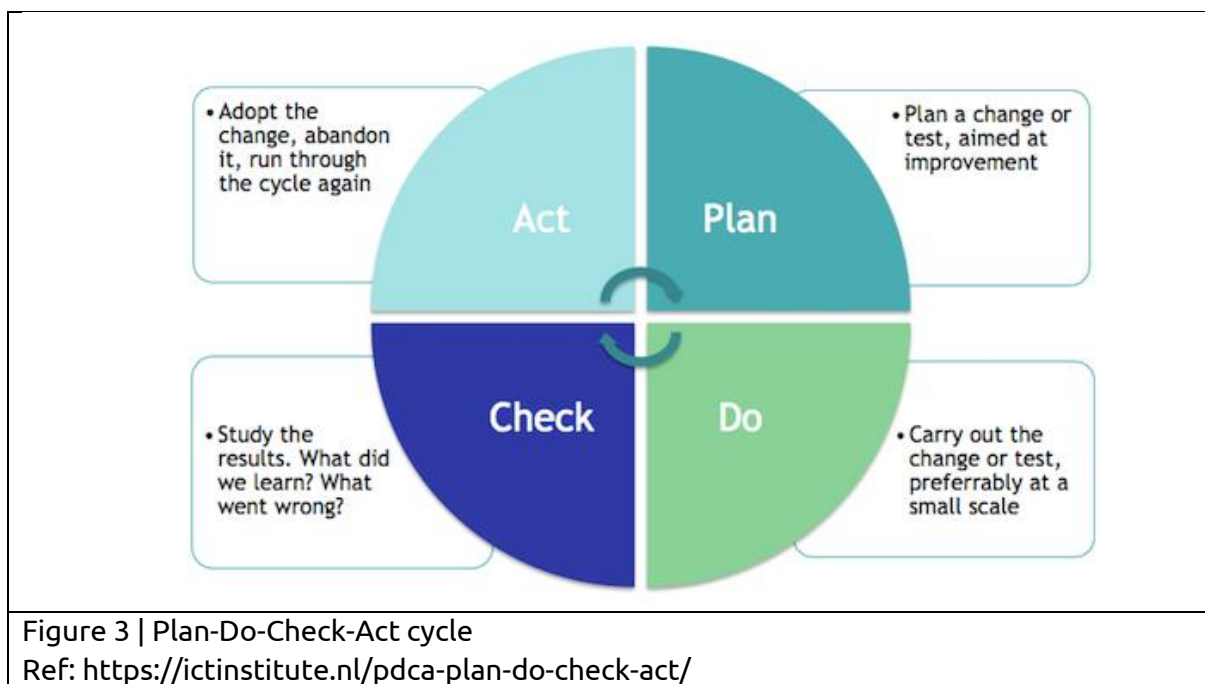 • Adopt the
change, abandon
it, run through
the cycle again
Act
Plan
• Plan a change or
test, aimed at
improvement
• Study the
results. What did
we learn? What
went wrong?
Check
Do
• Carry out the
change or test,
preferrably at a
small scale
Figure 3 | Plan-Do-Check-Act cycle
Ref: https://ictinstitute.nl/pdca-plan-do-check-act/